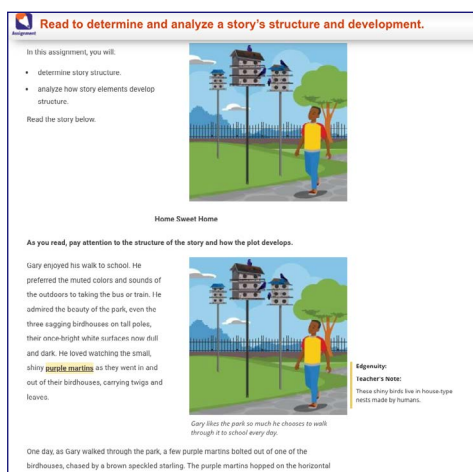 Assignment
Read to determine and analyze a story's structure and development.
In this assignment, you will:
• determine story structure.
• analyze how story elements develop
structure.
Read the story below.
Home Sweet Home
As you read, pay attention to the structure of the story and how the plot develops.
Gary enjoyed his walk to school. He
preferred the muted colors and sounds of
the outdoors to taking the bus or train. He
admired the beauty of the park, even the
three sagging birdhouses on tall poles,
their once-bright white surfaces now dull
and dark. He loved watching the small,
shiny purple martins as they went in and
out of their birdhouses, carrying twigs and
leaves.
Edgenuity:
Teacher's Note:
These shiny birds live in house-type
nests made by humans.
Gary likes the park so much he chooses to walk
through it to school every day.
One day, as Gary walked through the park, a few purple martins bolted out of one of the
birdhouses, chased by a brown speckled starling. The purple martins hopped on the horizontal